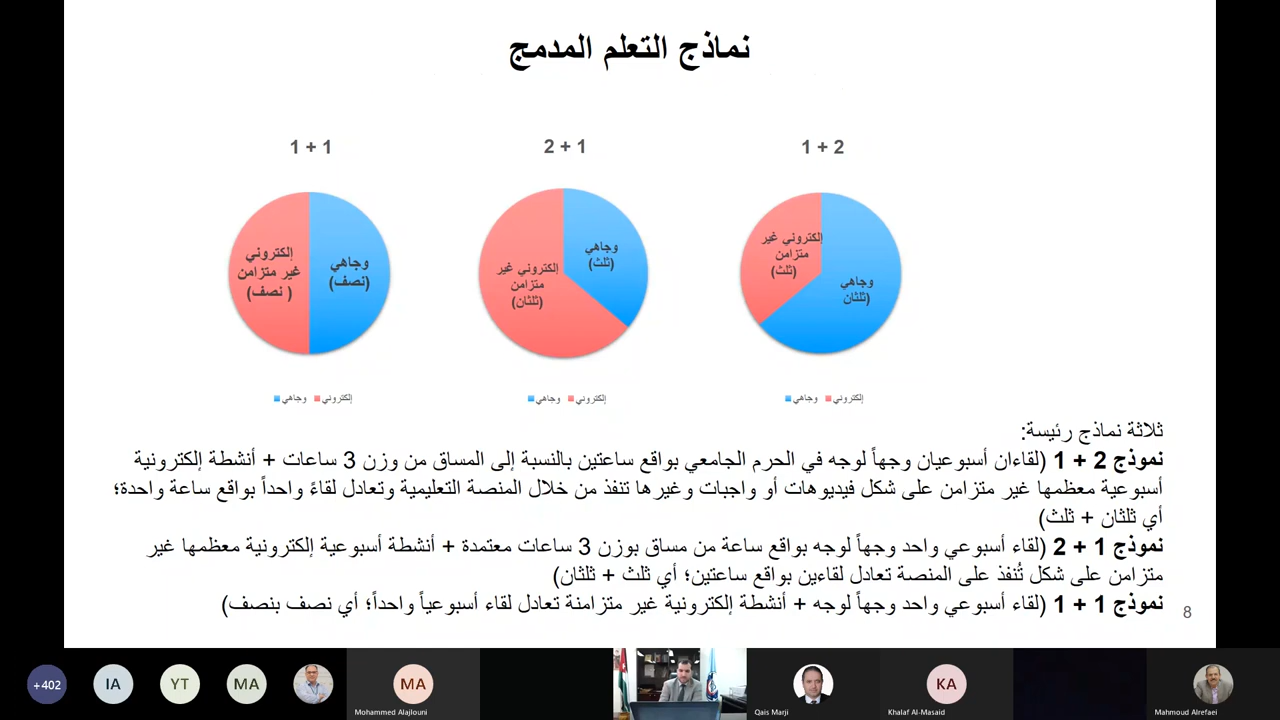 نماذج التعلم المدمج
1 + 2
2 + 1
1 + 1
إلكتروني غير
متزامن
(ثلث)
وجاهي
(ثلثان
وجاهي
(ثلث)
إلكتروني غير
متزامن
(ثلثان)
وجاهي
(نصف)
إلكتروني
غير متزامن
( نصف)
وجاهي إلكتروني
وجاهي إلكتروني
وجاهي إلكتروني
ثلاثة نماذج رئيسة:
نموذج 2 + 1 (لقاءان أسبوعيان وجهاً لوجه في الحرم الجامعي بواقع ساعتين بالنسبة إلى المساق من وزن 3 ساعات + أنشطة إلكترونية
أسبوعية معظمها غير متزامن على شكل فيديوهات أو واجبات وغيرها تنفذ من خلال المنصة التعليمية وتعادل لقاءً واحداً بواقع ساعة واحدة؛
أي ثلثان + ثلث)
نموذج 1 + 2 (لقاء أسبوعي واحد وجهاً لوجه بواقع ساعة من مساق بوزن 3 ساعات معتمدة + أنشطة أسبوعية إلكترونية معظمها غير
متزامن على شكل تُنفذ على المنصة تعادل لقاءين بواقع ساعتين؛ أي ثلث + ثلثان)
نموذج 1 + 1 (لقاء أسبوعي واحد وجهاً لوجه + أنشطة إلكترونية غير متزامنة تعادل لقاء أسبوعياً واحداً؛ أي نصف بنصف)
8
+402
IA
YT
MA
MA
Mohammed Alajlouni
Qais Marji
KA
Khalaf Al-Masaid
Mahmoud Alrefaei